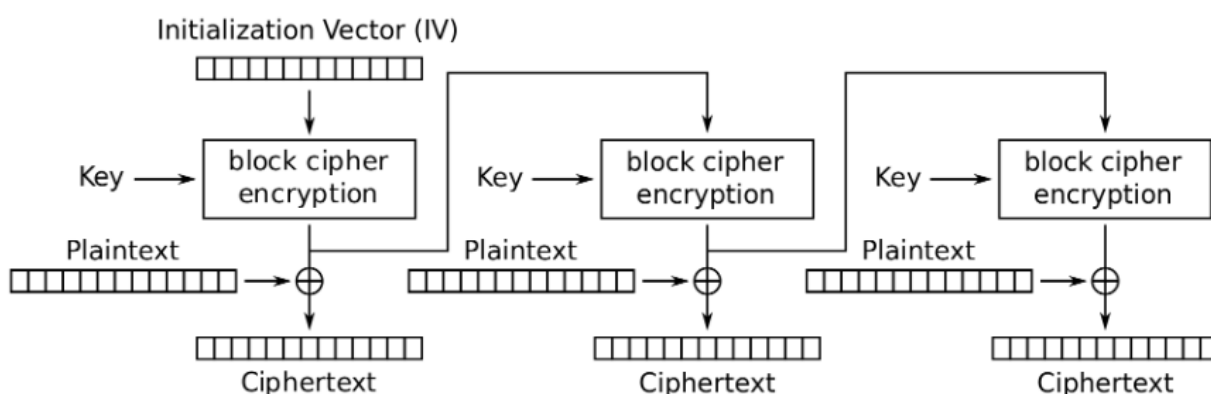 Initialization Vector (IV)
Key
block cipher
encryption
Key
block cipher
encryption
Key
block cipher
encryption
Plaintext
Plaintext
Plaintext
Ciphertext
Ciphertext
Ciphertext